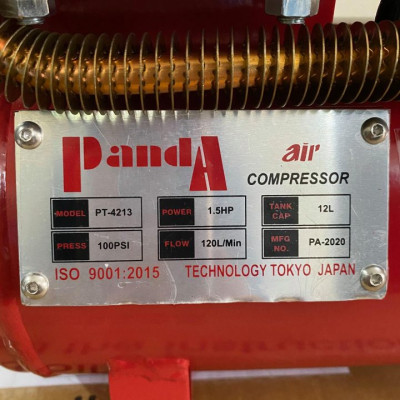 PandA air
COMPRESSOR
MODEL PT-4213 POWER 1.5HP TANK CAP. 12L
PRESS 100PSI FLOW 120L/Min MFG NO. PA-2020
ISO 9001:2015 TECHNOLOGY TOKYO JAPAN